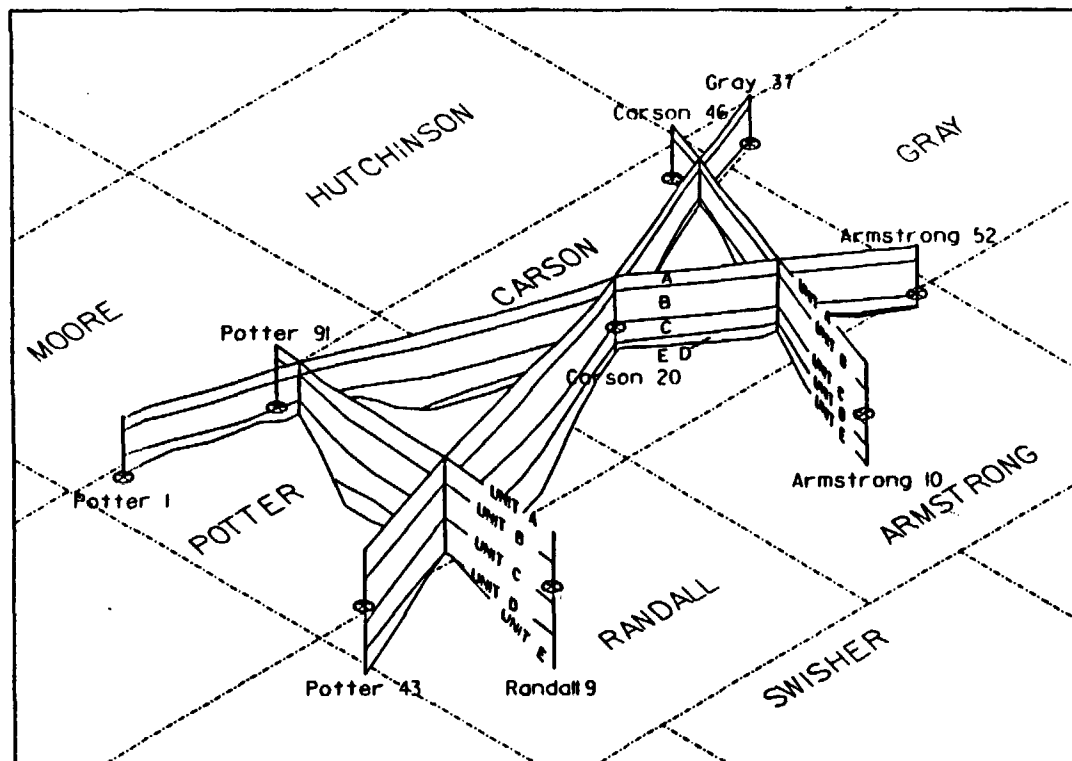 Gray 37
Carson 46
HUTCHINSON
GRAY
Armstrong 52
CARSON
A
B
C
E D
UNIT A
UNIT B
UNIT C
UNIT D
UNIT E
MOORE
Potter 91
Carson 20
Armstrong 10
Potter 1
POTTER
UNIT A
UNIT B
UNIT C
UNIT D
UNIT E
ARMSTRONG
RANDALL
Potter 43
Randall 9
SWISHER